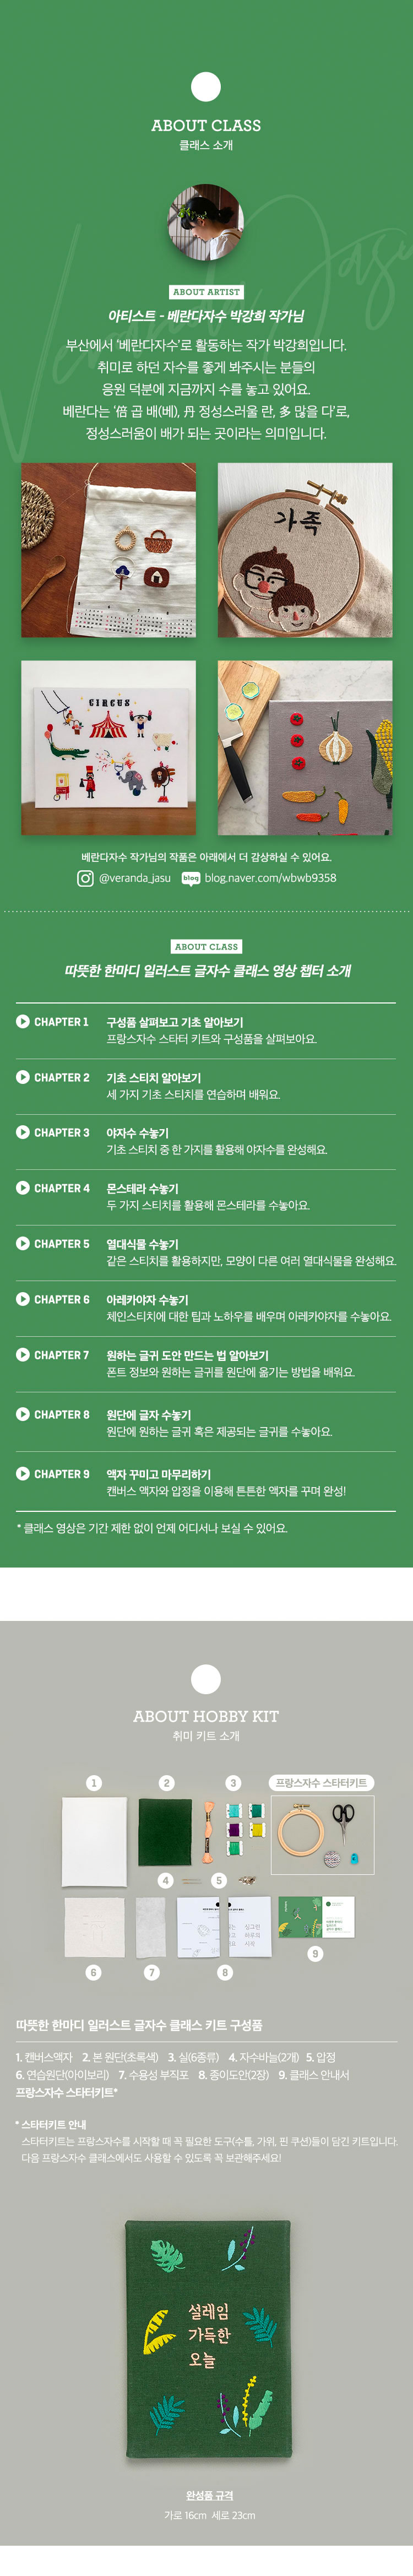 ABOUT CLASS
클래스 소개
ABOUT ARTIST
아티스트 - 베란다자수 박강희 작가님
부산에서 '베란다자수'로 활동하는 작가 박강희입니다.
취미로 하던 자수를 좋게 봐주시는 분들의
응원 덕분에 지금까지 수를 놓고 있어요.
베란다는 '倍 곱 배(베), 丹 정성스러울 란, 多 많을 다'로,
정성스러움이 배가 되는 곳이라는 의미입니다.
가족
CIRCUS
베란다자수 작가님의 작품은 아래에서 더 감상하실 수 있어요.
@veranda_jasu blog blog.naver.com/wbwb9358
ABOUT CLASS
따뜻한 한마디 일러스트 글자수 클래스 영상 챕터 소개
CHAPTER 1 구성품 살펴보고 기초 알아보기
프랑스자수 스타터 키트와 구성품을 살펴보아요.
CHAPTER 2 기초 스티치 알아보기
세 가지 기초 스티치를 연습하며 배워요.
CHAPTER 3 야자수 수놓기
기초 스티치 중 한 가지를 활용해 야자수를 완성해요.
CHAPTER 4 몬스테라 수놓기
두 가지 스티치를 활용해 몬스테라를 수놓아요.
CHAPTER 5 열대식물 수놓기
같은 스티치를 활용하지만, 모양이 다른 여러 열대식물을 완성해요.
CHAPTER 6 아레카야자 수놓기
체인스티치에 대한 팁과 노하우를 배우며 아레카야자를 수놓아요.
CHAPTER 7 원하는 글귀 도안 만드는 법 알아보기
폰트 정보와 원하는 글귀를 원단에 옮기는 방법을 배워요.
CHAPTER 8 원단에 글자 수놓기
원단에 원하는 글귀 혹은 제공되는 글귀를 수놓아요.
CHAPTER 9 액자 꾸미고 마무리하기
캔버스 액자와 압정을 이용해 튼튼한 액자를 꾸며 완성!
* 클래스 영상은 기간 제한 없이 언제 어디서나 보실 수 있어요.
ABOUT HOBBY KIT
취미 키트 소개
1 2 3 프랑스자수 스타터키트
4 5
6 7 8 9
따뜻한 한마디 일러스트 글자수 클래스 키트 구성품
1. 캔버스액자 2. 본 원단(초록색) 3. 실(6종류) 4. 자수바늘(2개) 5. 압정
6. 연습원단(아이보리) 7. 수용성 부직포 8. 종이도안(2장) 9. 클래스 안내서
프랑스자수 스타터키트*
* 스타터키트 안내
스타터키트는 프랑스자수를 시작할 때 꼭 필요한 도구(수틀, 가위, 핀 쿠션)들이 담긴 키트입니다.
다음 프랑스자수 클래스에서도 사용할 수 있도록 꼭 보관해주세요!
설레임
가득한
오늘
완성품 규격
가로 16cm 세로 23cm